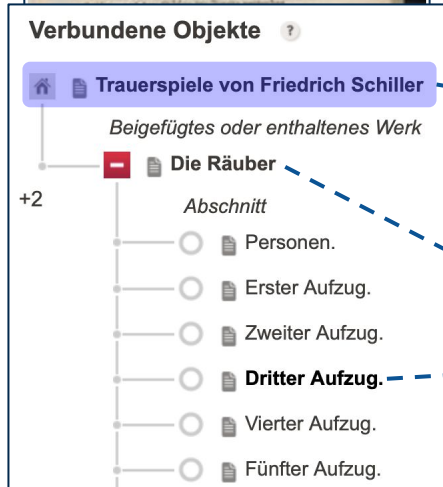 Verbundene Objekte ?
Trauerspiele von Friedrich Schiller
Beigefügtes oder enthaltenes Werk
Die Räuber
+2
Abschnitt
Personen.
Erster Aufzug.
Zweiter Aufzug.
Dritter Aufzug.
Vierter Aufzug.
Fünfter Aufzug.